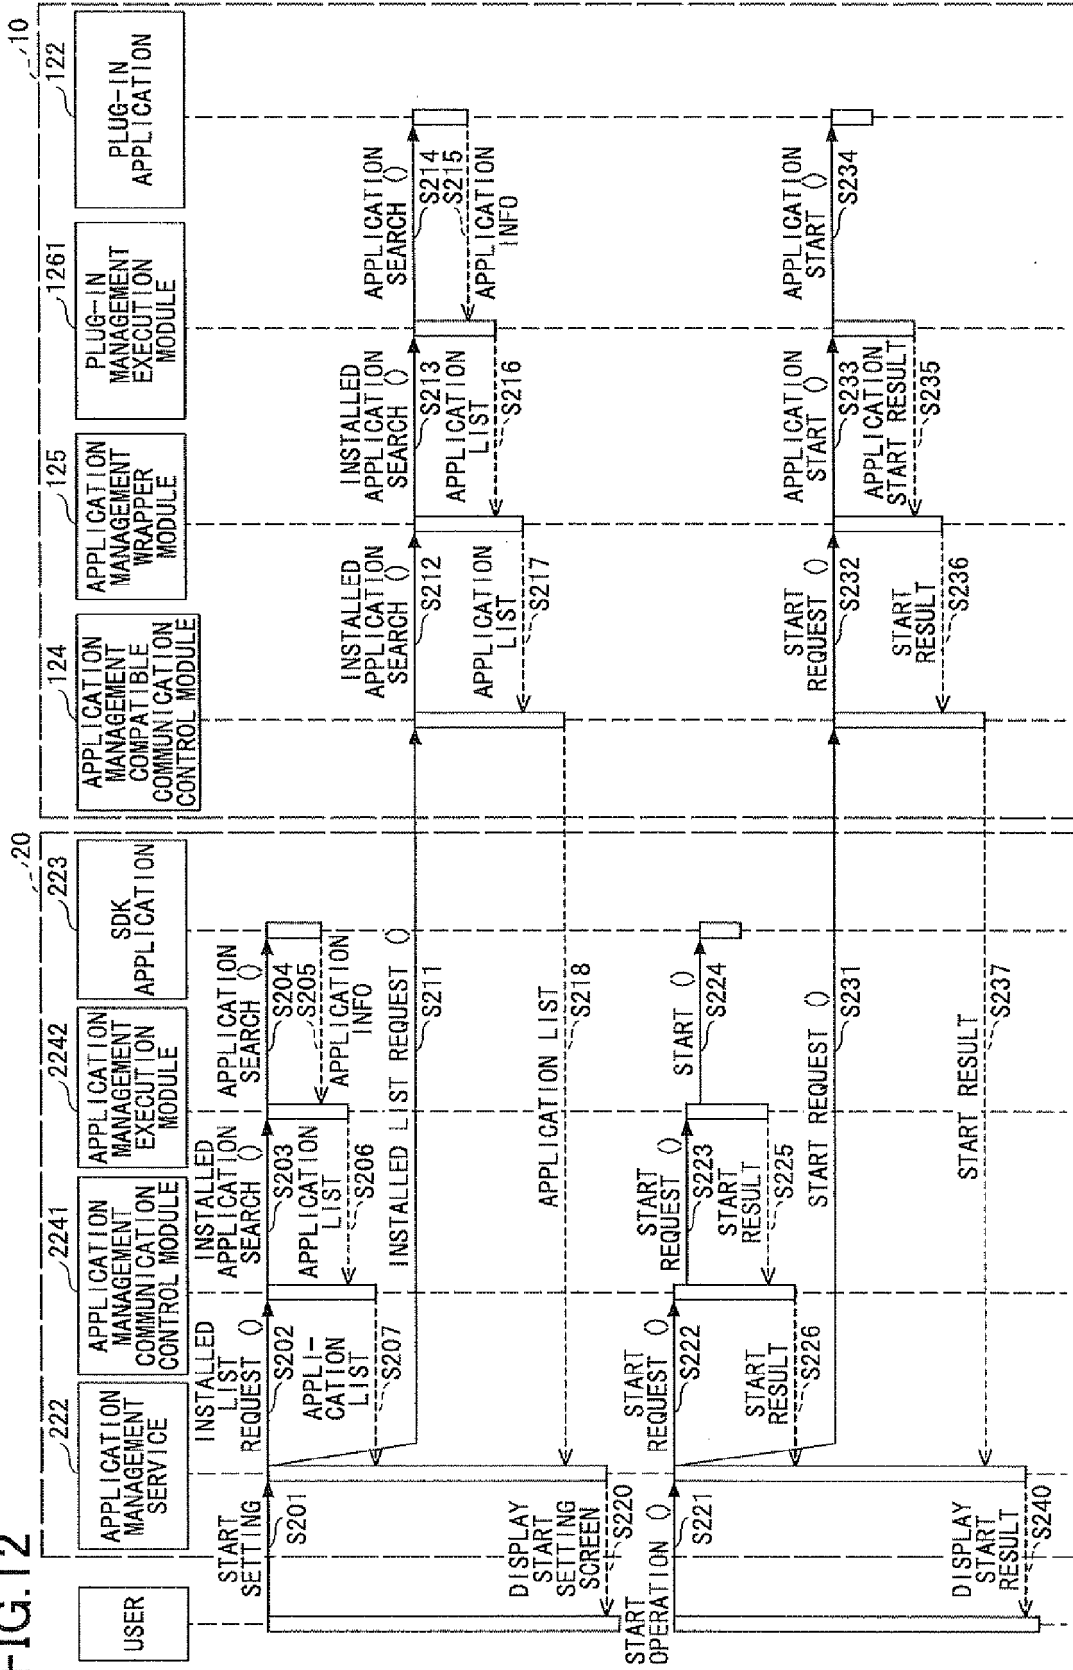 FIG.12
20
10
USER
222
APPLICATION
MANAGEMENT
SERVICE
2241
APPLICATION
MANAGEMENT
COMMUNICATION
CONTROL MODULE
2242
APPLICATION
MANAGEMENT
EXECUTION
MODULE
223
SDK
APPLICATION
124
APPLICATION
MANAGEMENT
COMPATIBLE
COMMUNICATION
CONTROL MODULE
125
APPLICATION
MANAGEMENT
WRAPPER
MODULE
1261
PLUG-IN
MANAGEMENT
EXECUTION
MODULE
122
PLUG-IN
APPLICATION
START
SETTING
S201
INSTALLED
LIST
REQUEST ()
S202
INSTALLED
APPLICATION
SEARCH ()
S203
APPLICATION
SEARCH ()
S204
S205
APPLICATION
INFO
APPLICATION
LIST
S206
APPLI-
CATION
LIST
S207
INSTALLED LIST REQUEST ()
S211
INSTALLED
APPLICATION
SEARCH ()
S212
INSTALLED
APPLICATION
SEARCH ()
S213
APPLICATION
SEARCH ()
S214
S215
APPLICATION
INFO
APPLICATION
LIST
S216
APPLICATION
LIST
S217
APPLICATION LIST
S218
DISPLAY
START
SETTING
SCREEN
S220
START
OPERATION ()
S221
START
REQUEST ()
S222
START
REQUEST ()
S223
START ()
S224
START
RESULT
S225
START
RESULT
S226
START REQUEST ()
S231
START
REQUEST ()
S232
APPLICATION
START ()
S233
APPLICATION
START ()
S234
APPLICATION
START RESULT
S235
START
RESULT
S236
START RESULT
S237
DISPLAY
START
RESULT
S240